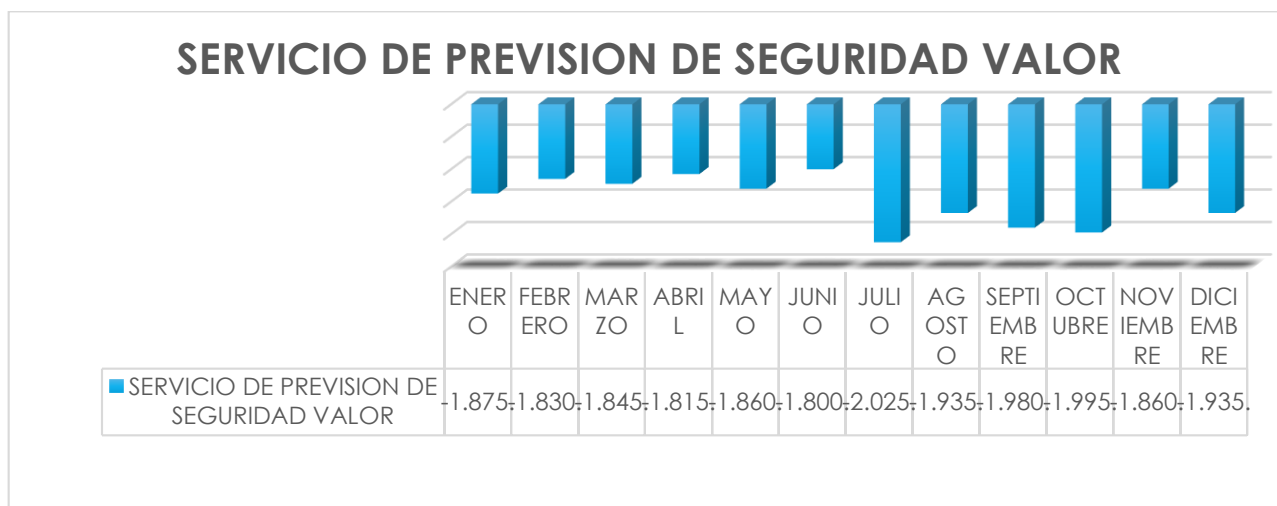 SERVICIO DE PREVISION DE SEGURIDAD VALOR
ENER FEBR MAR ABRI MAY JUNI JULI AG SEPTI OCT NOV DICI
O ERO ZO L O O O OST EMB UBRE IEMB EMB
O RE RE RE
SERVICIO DE PREVISION DE
SEGURIDAD VALOR
-1.875. -1.830. -1.845. -1.815. -1.860. -1.800. -2.025. -1.935. -1.980. -1.995. -1.860. -1.935.